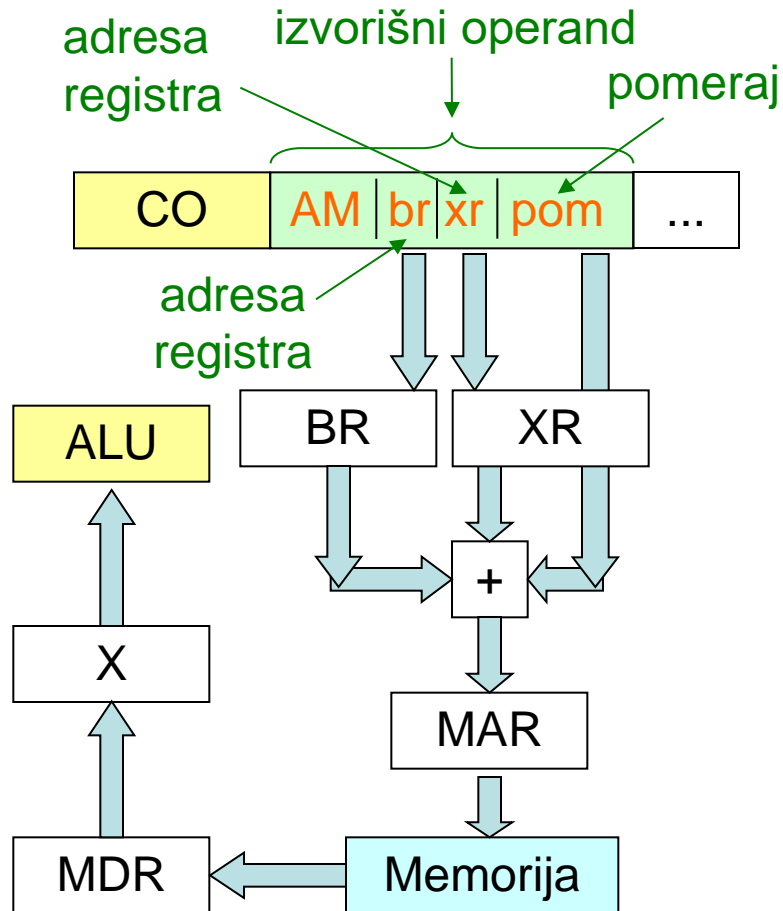 adresa
registra
izvorišni operand
pomeraj
CO AM br xr pom ...
adresa
registra
BR XR
ALU
+
X
MAR
MDR Memorija